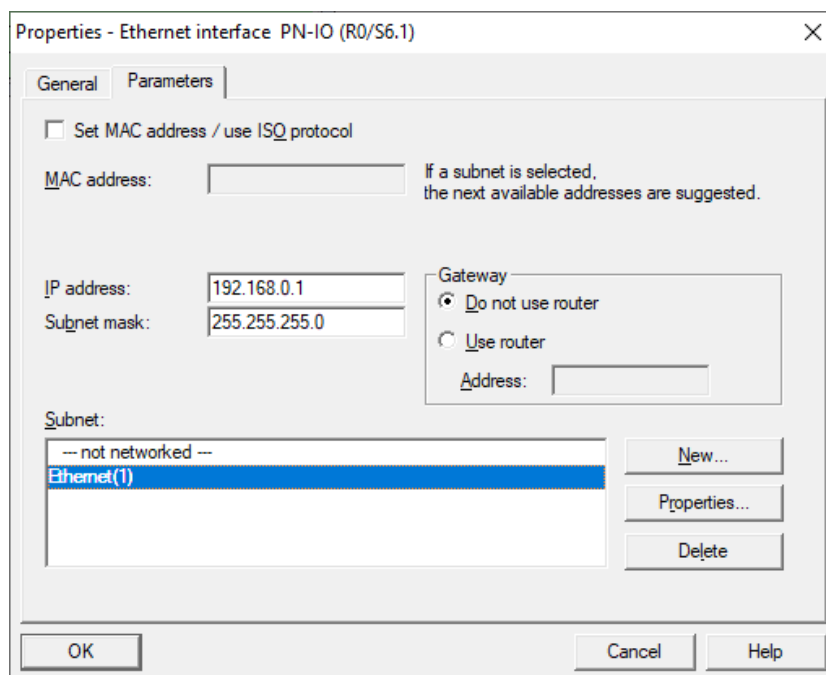 Properties - Ethernet interface PN-IO (R0/S6.1)
General
Parameters
Set MAC address / use ISO protocol
MAC address:
If a subnet is selected,
the next available addresses are suggested.
IP address:
192.168.0.1
Subnet mask:
255.255.255.0
Gateway
Do not use router
Use router
Address:
Subnet:
--- not networked ---
Ethernet(1)
New...
Properties...
Delete
OK
Cancel
Help